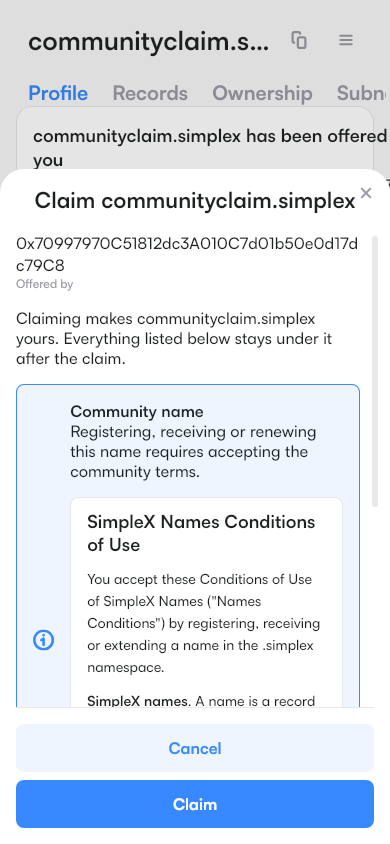 communityclaim.s...
Profile Records Ownership Subn
communityclaim.simplex has been offered
you
Claim communityclaim.simplex
0x70997970C51812dc3A010C7d01b50e0d17d
c79C8
Offered by
Claiming makes communityclaim.simplex
yours. Everything listed below stays under it
after the claim.
Community name
Registering, receiving or renewing
this name requires accepting the
community terms.
SimpleX Names Conditions
of Use
You accept these Conditions of Use
of SimpleX Names ("Names
Conditions") by registering, receiving
or extending a name in the .simplex
namespace.
SimpleX names. A name is a record
Cancel
Claim